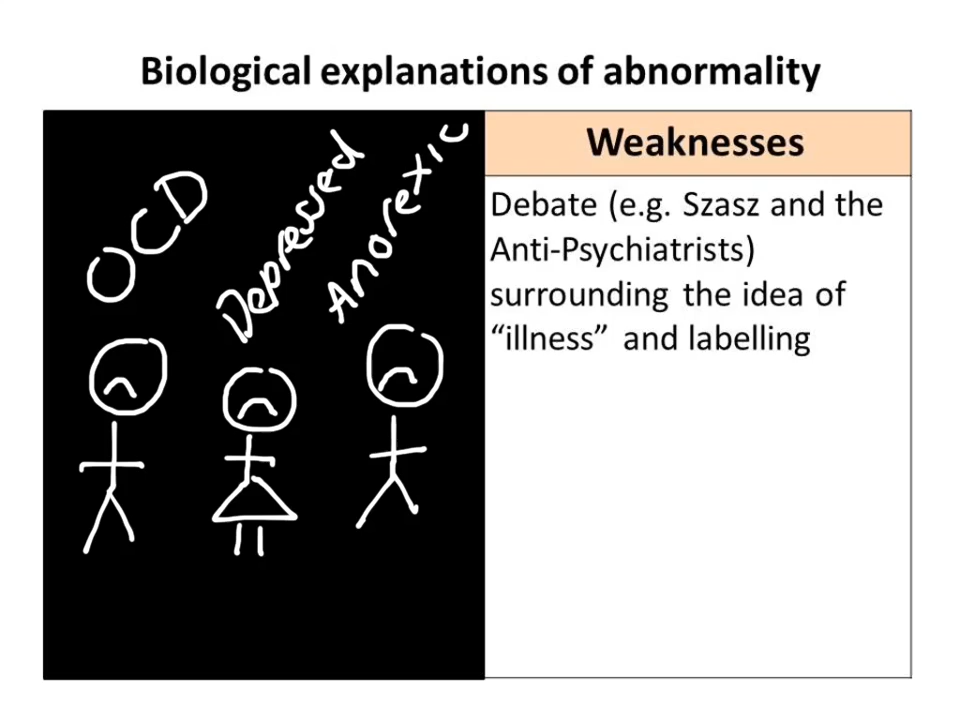 Biological explanations of abnormality
OCD
Depressed
Anorexic
Weaknesses
Debate (e.g. Szasz and the
Anti-Psychiatrists)
surrounding the idea of
“illness” and labelling